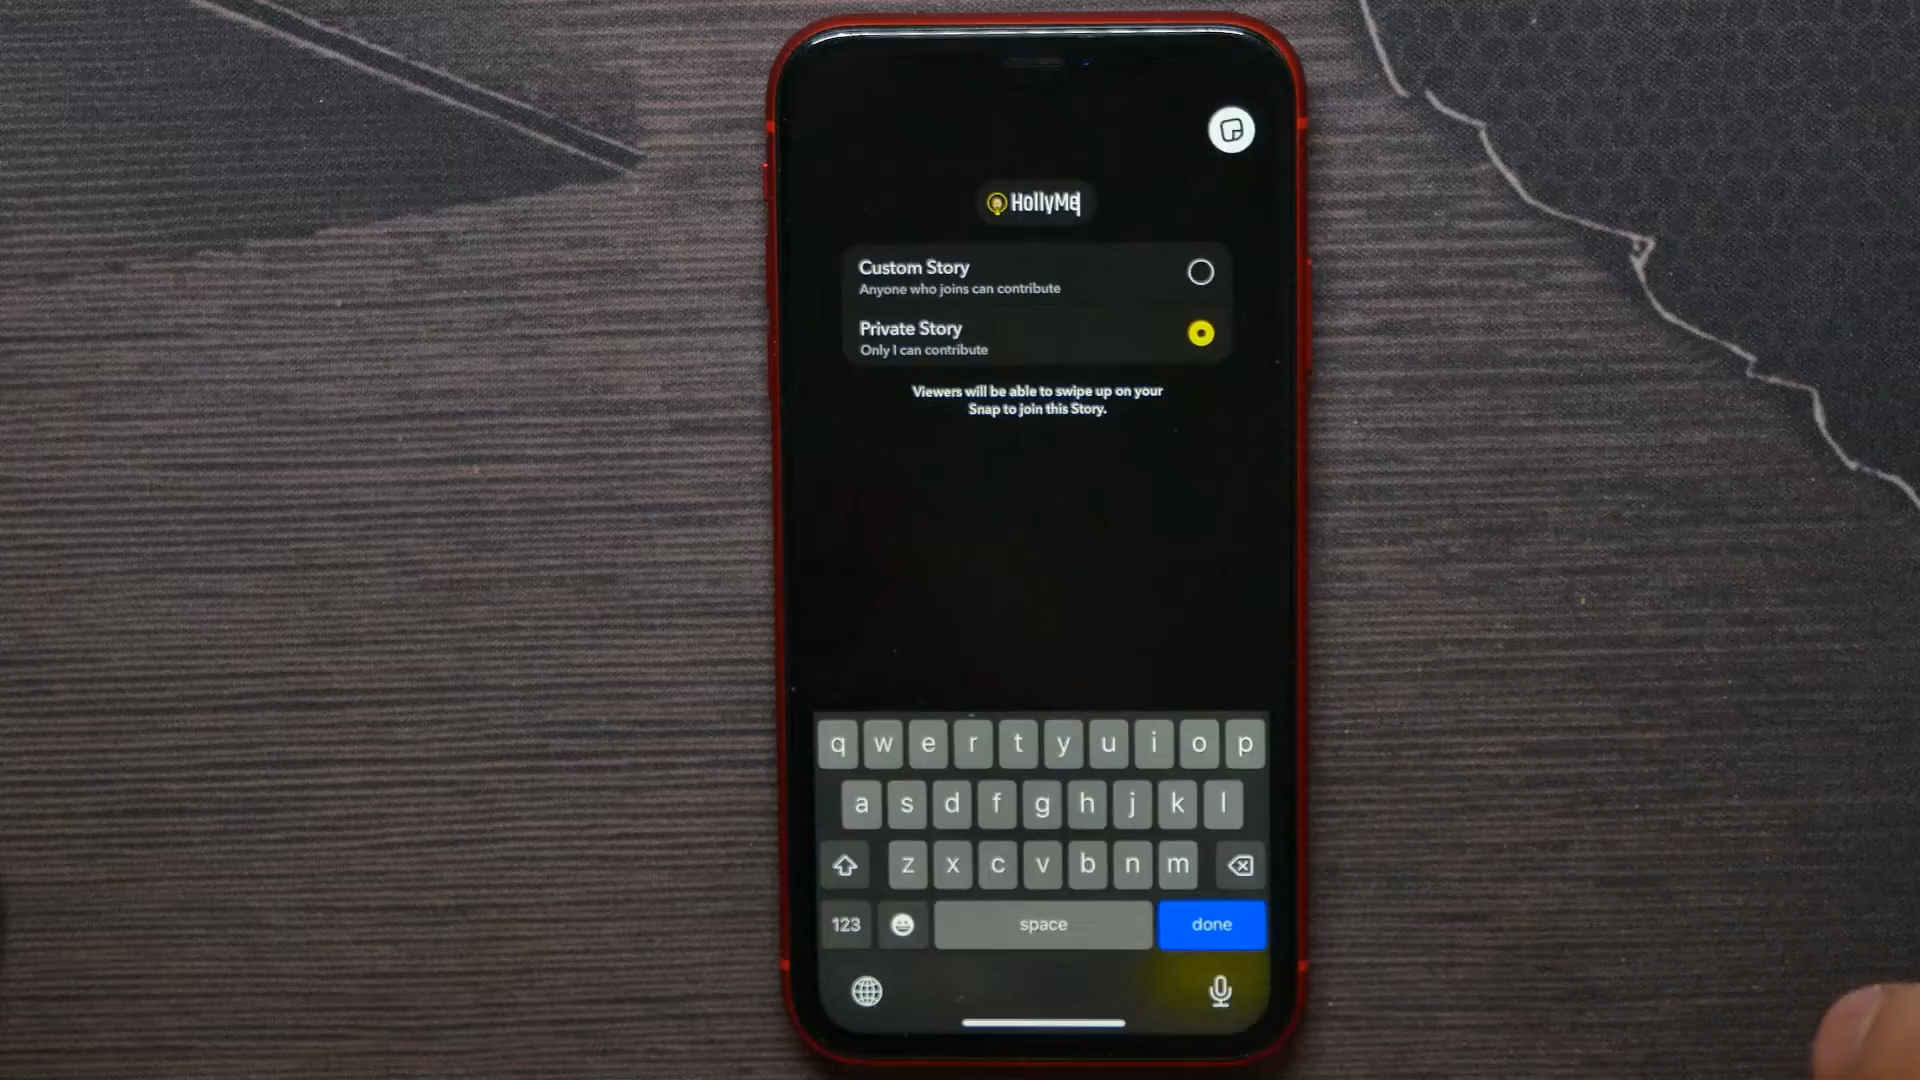 HollyMe
Custom Story
Anyone who joins can contribute
Private Story
Only I can contribute
Viewers will be able to swipe up on your
Snap to join this Story.
q w e r t y u i o p
a s d f g h j k l
z x c v b n m
123 space done